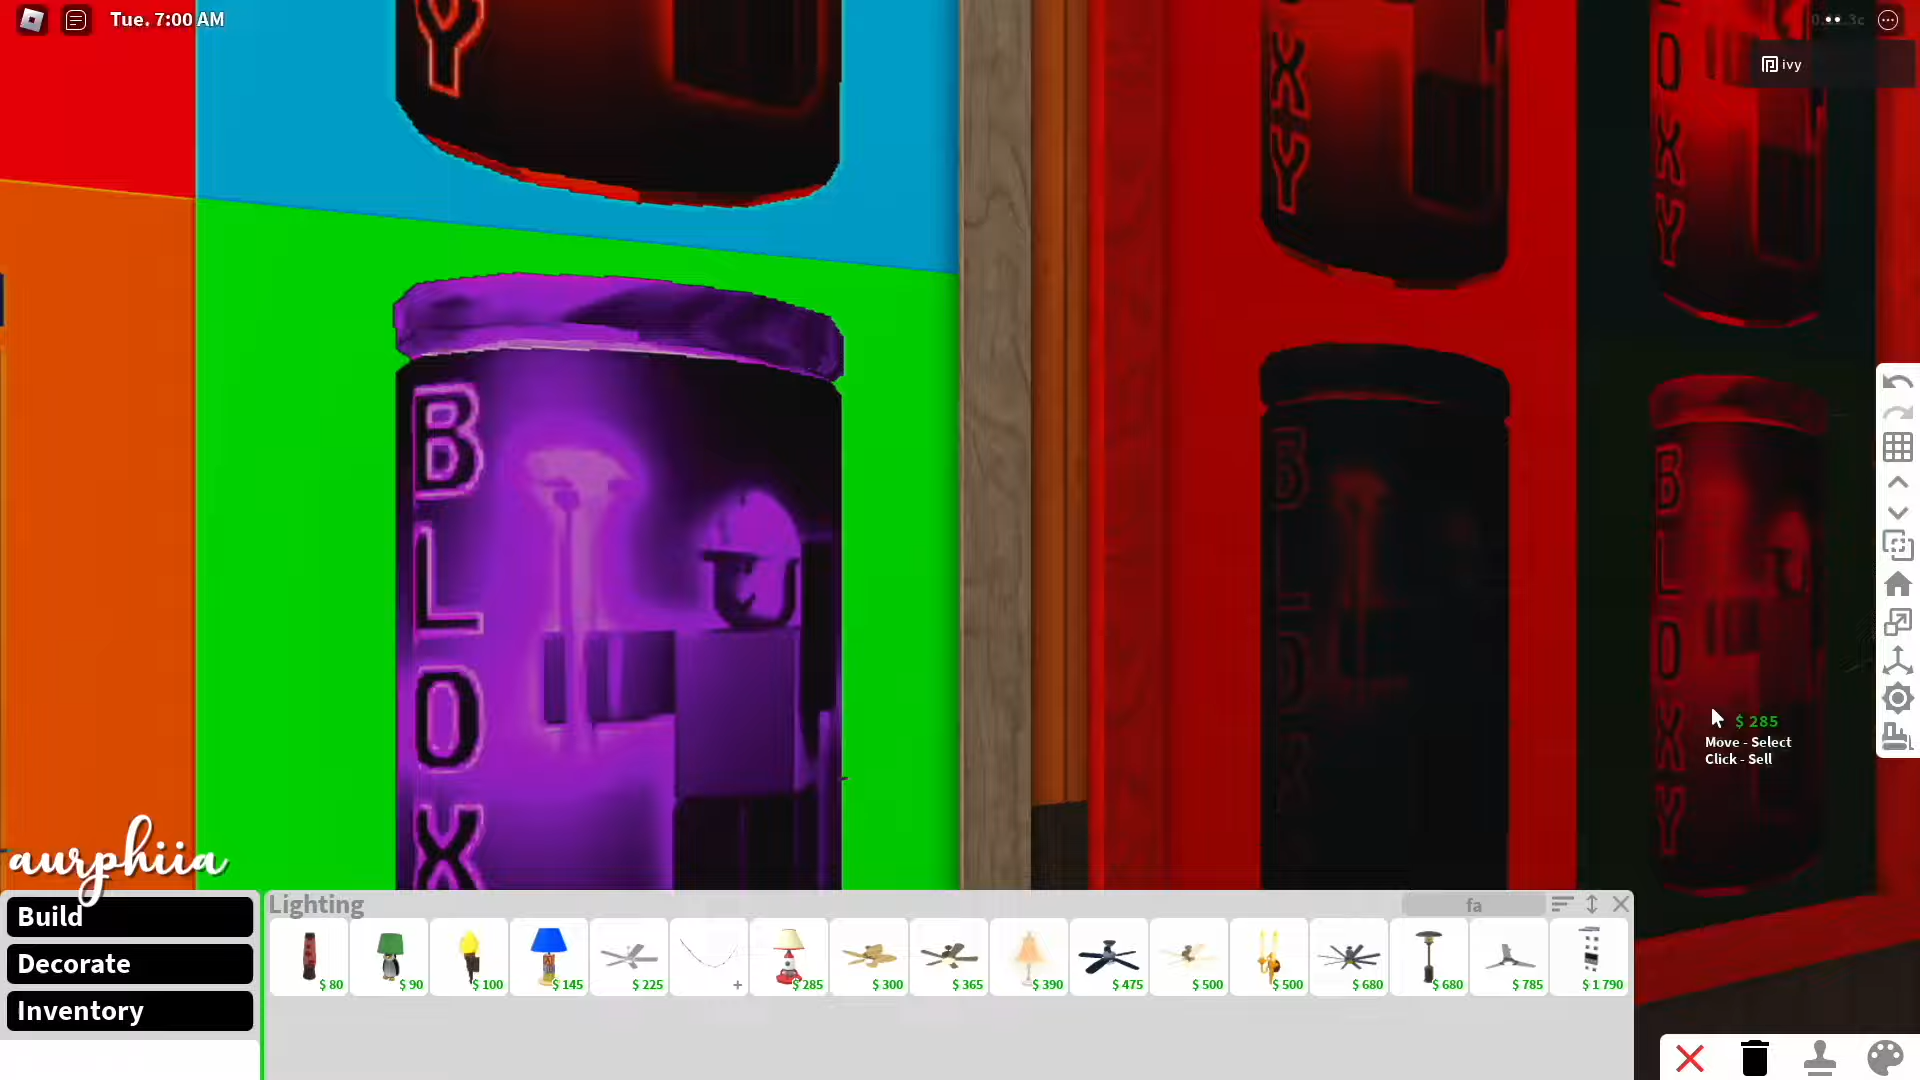 Tue. 7:00 AM
ivy
Y
X
Y
O
X
Y
B
L
O
X
B
L
O
B
L
O
X
Y
$ 285
Move - Select
Click - Sell
aurphiia
Build
Decorate
Inventory
Lighting
fa
$ 80
$ 90
$ 100
$ 145
$ 225
+
$ 285
$ 300
$ 365
$ 390
$ 475
$ 500
$ 500
$ 680
$ 680
$ 785
$ 1 790